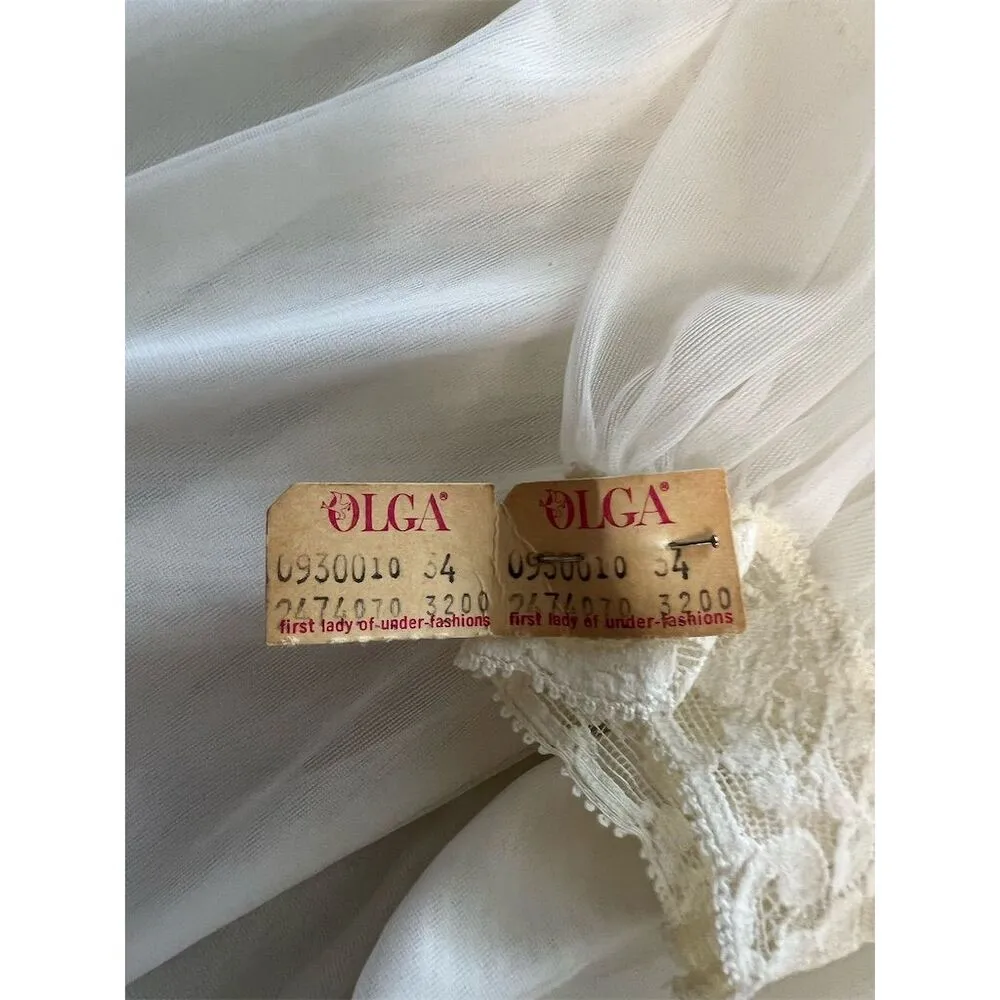 OLGA®
0930010 34
2474070 3200
first lady of under-fashions
OLGA®
0930010 34
2474070 3200
first lady of under-fashions